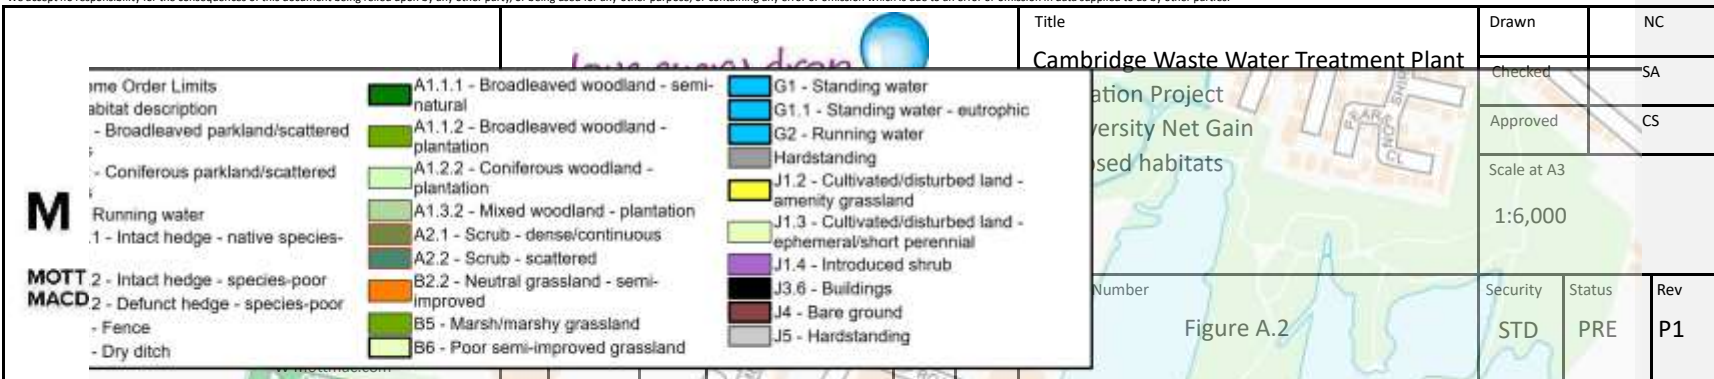 Title
Cambridge Waste Water Treatment Plant
ation Project
versity Net Gain
sed habitats
Drawn NC
Checked SA
Approved CS
Scale at A3
1:6,000
Number
Figure A.2
Security
STD
Status
PRE
Rev
P1
M
MOTT
MACD
me Order Limits
abitat description
- Broadleaved parkland/scattered
- Coniferous parkland/scattered
Running water
.1 - Intact hedge - native species-
2 - Intact hedge - species-poor
2 - Defunct hedge - species-poor
- Fence
- Dry ditch
A1.1.1 - Broadleaved woodland - semi-
natural
A1.1.2 - Broadleaved woodland -
plantation
A1.2.2 - Coniferous woodland -
plantation
A1.3.2 - Mixed woodland - plantation
A2.1 - Scrub - dense/continuous
A2.2 - Scrub - scattered
B2.2 - Neutral grassland - semi-
improved
B5 - Marsh/marshy grassland
B6 - Poor semi-improved grassland
G1 - Standing water
G1.1 - Standing water - eutrophic
G2 - Running water
Hardstanding
J1.2 - Cultivated/disturbed land -
amenity grassland
J1.3 - Cultivated/disturbed land -
ephemeral/short perennial
J1.4 - Introduced shrub
J3.6 - Buildings
J4 - Bare ground
J5 - Hardstanding